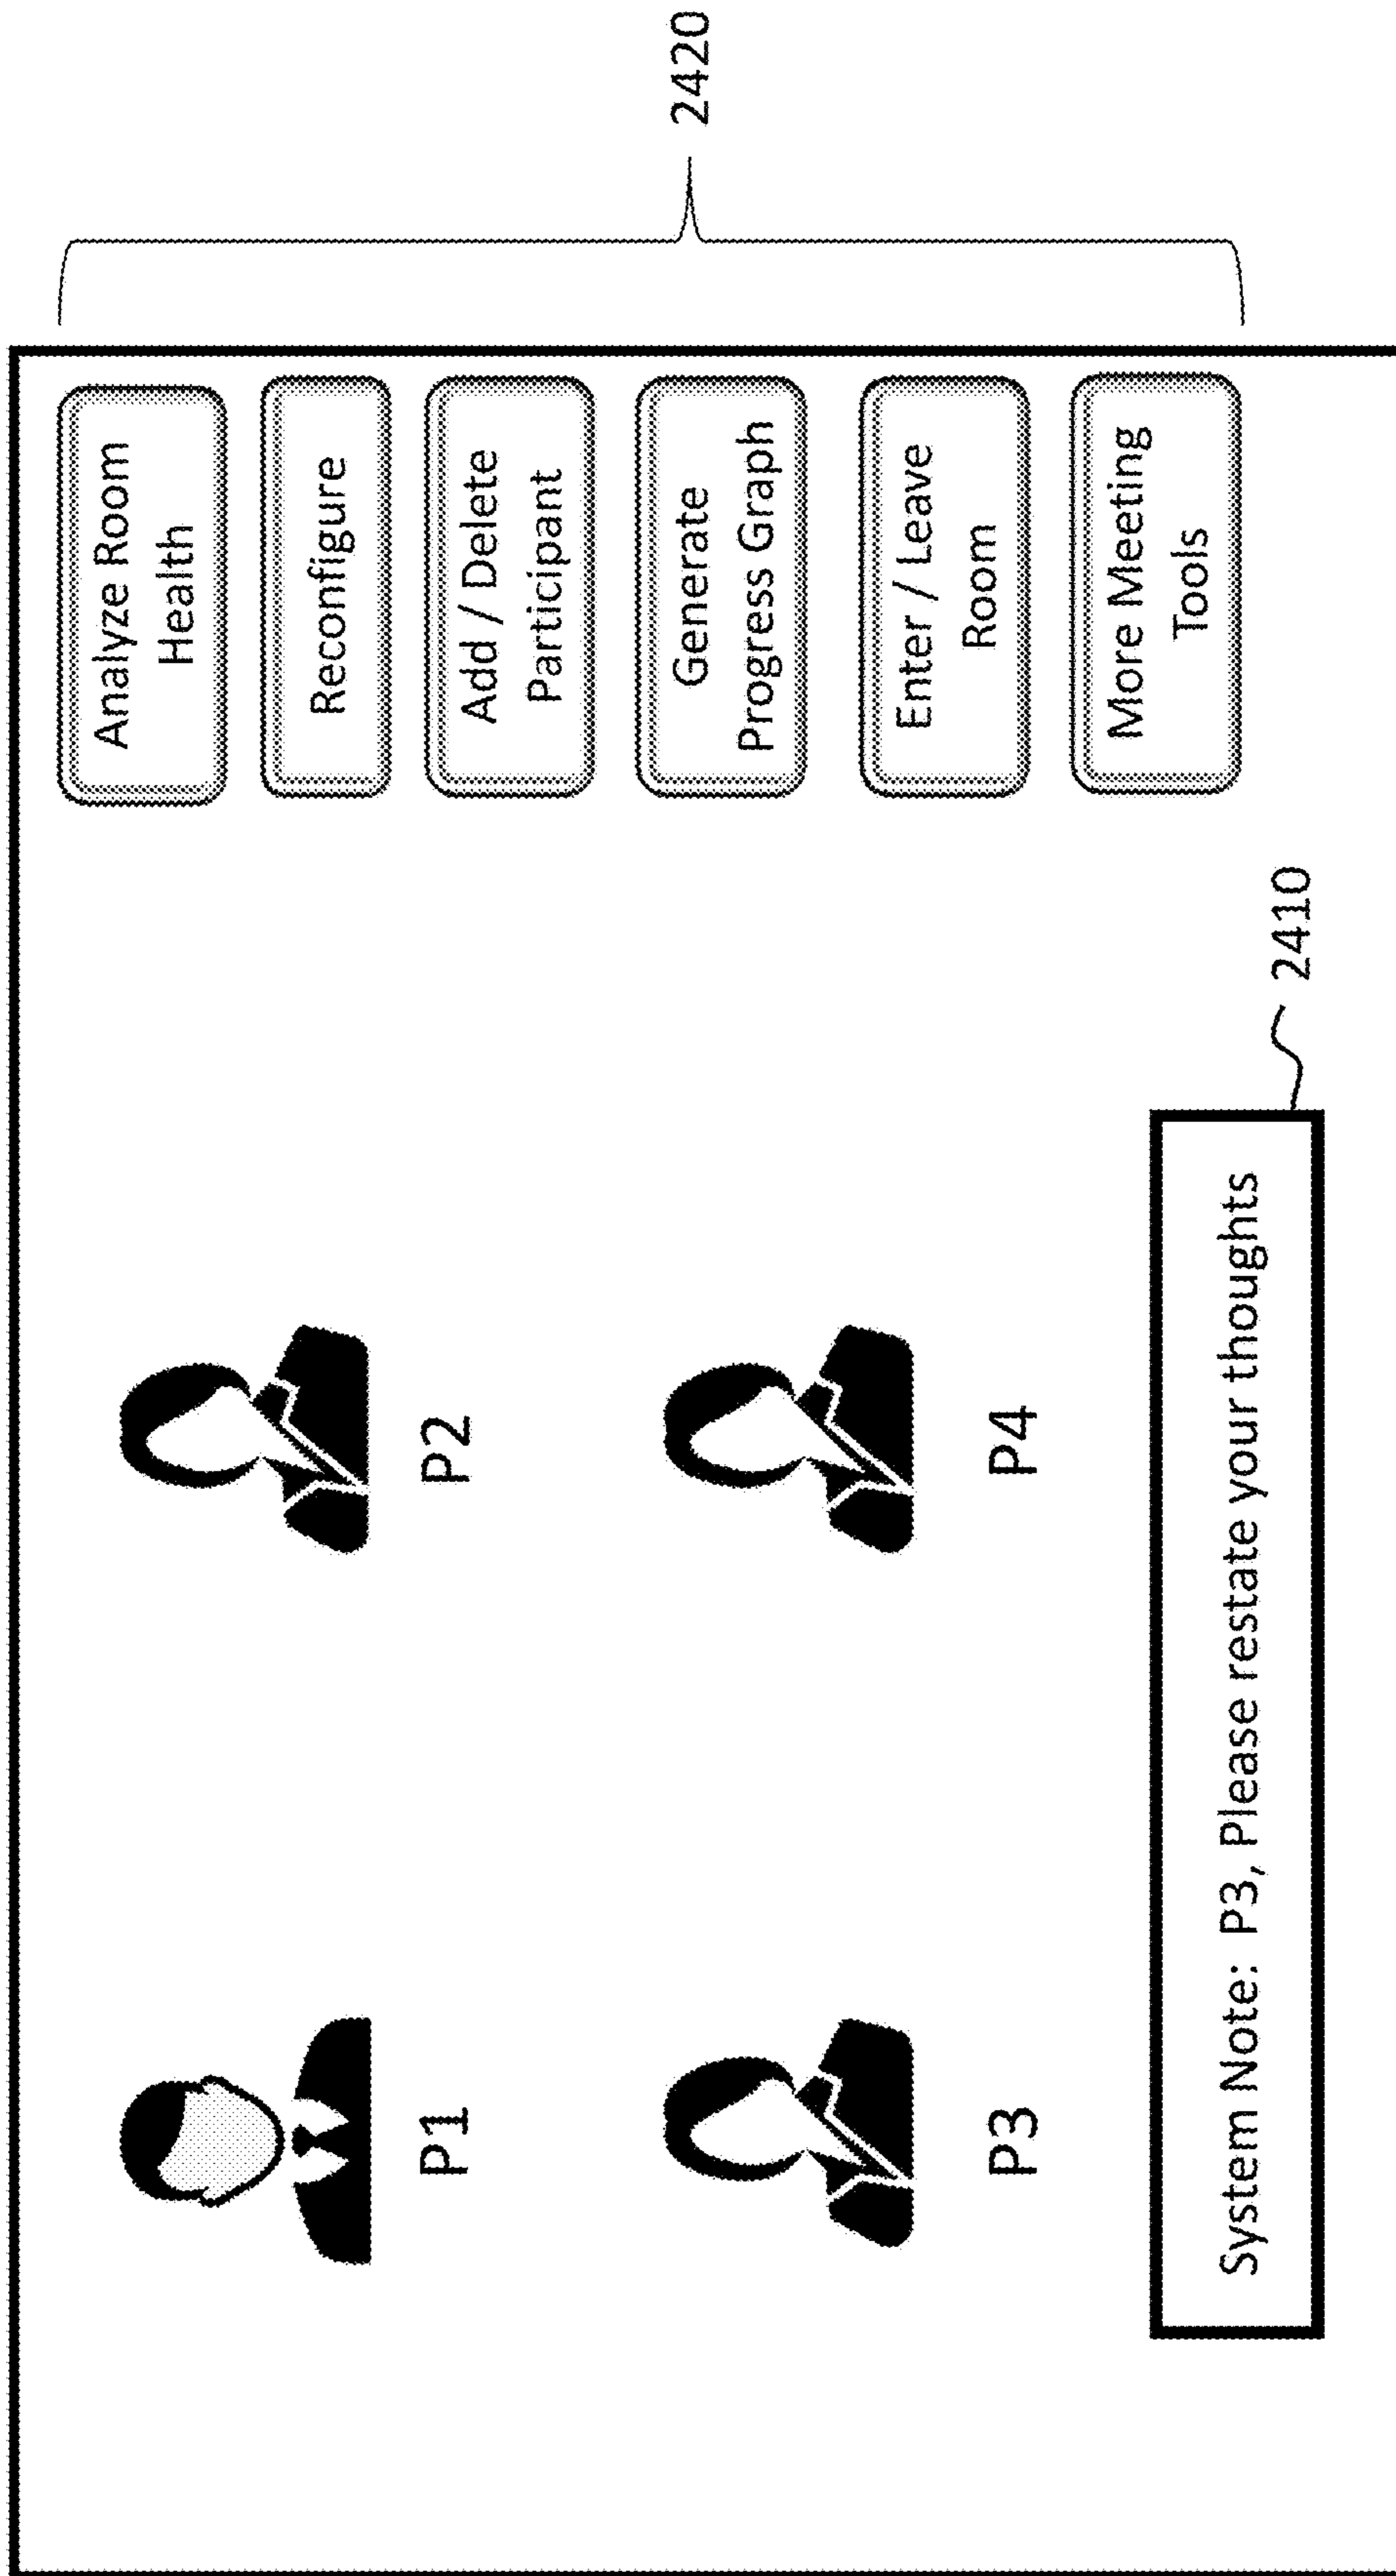 P1
P2
P3
P4
System Note: P3, Please restate your thoughts
2410
Analyze Room
Health
Reconfigure
Add / Delete
Participant
Generate
Progress Graph
Enter / Leave
Room
More Meeting
Tools
2420